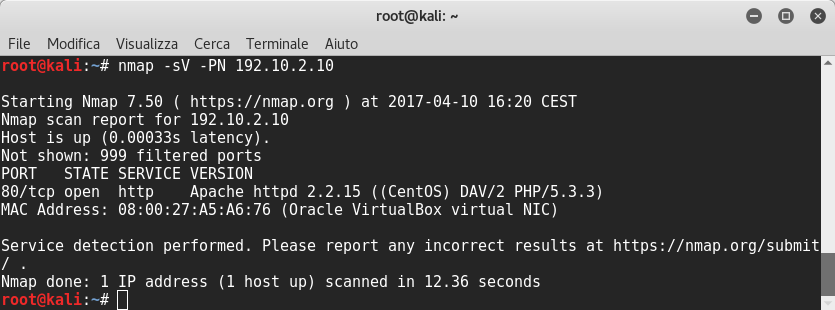 root@kali: ~
File Modifica Visualizza Cerca Terminale Aiuto
root@kali:~# nmap -sV -PN 192.10.2.10
Starting Nmap 7.50 ( https://nmap.org ) at 2017-04-10 16:20 CEST
Nmap scan report for 192.10.2.10
Host is up (0.00033s latency).
Not shown: 999 filtered ports
PORT   STATE SERVICE VERSION
80/tcp open  http    Apache httpd 2.2.15 ((CentOS) DAV/2 PHP/5.3.3)
MAC Address: 08:00:27:A5:A6:76 (Oracle VirtualBox virtual NIC)
Service detection performed. Please report any incorrect results at https://nmap.org/submit
/ .
Nmap done: 1 IP address (1 host up) scanned in 12.36 seconds
root@kali:~#